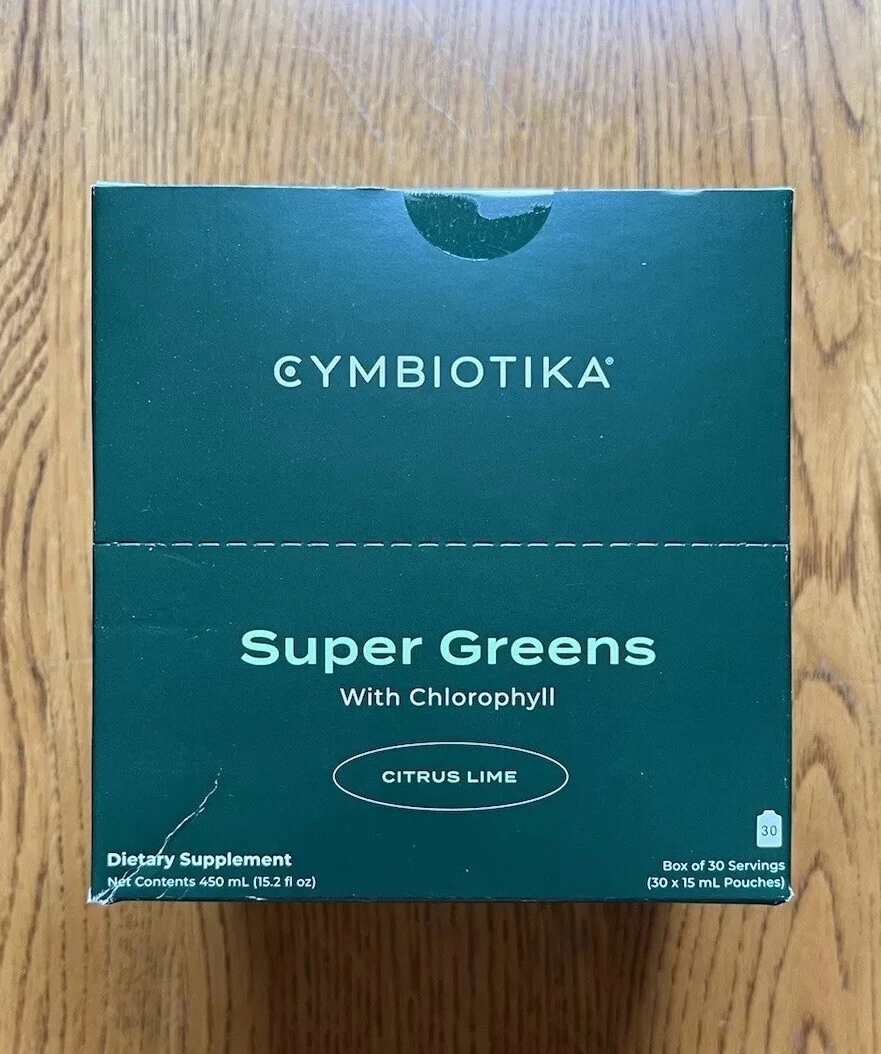 CYMBIOTIKA®
Super Greens
With Chlorophyll
CITRUS LIME
30
Dietary Supplement
Net Contents 450 mL (15.2 fl oz)
Box of 30 Servings
(30 x 15 mL Pouches)